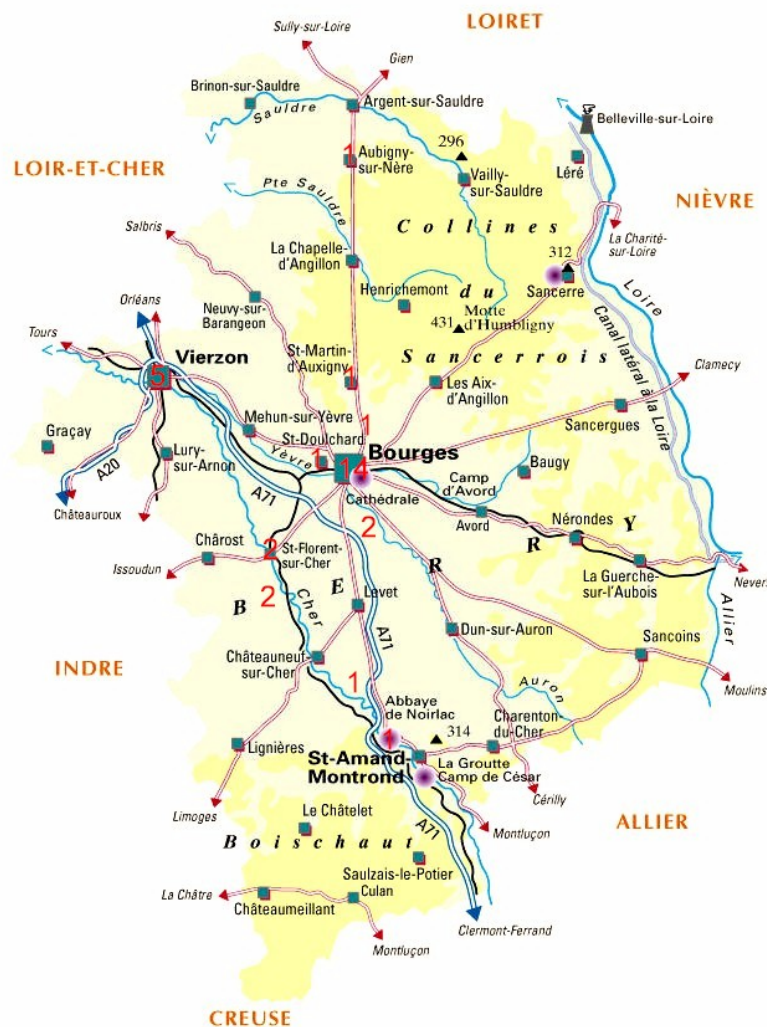 LOIRET
Sully-sur-Loire
Gien
Brinon-sur-Sauldre
Sauldre
Argent-sur-Sauldre
Belleville-sur-Loire
LOIR-ET-CHER
1
Aubigny-
sur-Nère
296
Vailly-
sur-Sauldre
Léré
NIÈVRE
Pte Sauldre
Collines
Salbris
La Charité-
sur-Loire
La Chapelle-
d'Angillon
312
Sancerre
Henrichemont
du
Loire
Orléans
Neuvy-sur-
Barangeon
431
Motte
d'Humbligny
Canal latéral à la Loire
Tours
Vierzon
5
St-Martin-
d'Auxigny
1
Sancerrois
Clamecy
Les Aix-
d'Angillon
Graçay
Mehun-sur-Yèvre
1
Sancergues
St-Doulchard
1
Bourges
14
Lury-
sur-Arnon
Yèvre
Cathédrale
Camp
d'Avord
Baugy
A20
A71
Châteauroux
2
Avord
Nérondes
Chârost
2
St-Florent-
sur-Cher
Issoudun
La Guerche-
sur-l'Aubois
Nevers
2
B E R R Y
Cher
Levet
Allier
A71
Dun-sur-Auron
Sancoins
INDRE
Châteauneuf-
sur-Cher
1
Auron
Moulins
Abbaye
de Noirlac
1
314
Charenton-
du-Cher
Lignières
St-Amand-
Montrond
La Groutte
Camp de César
Limoges
Cérilly
Le Châtelet
A71
Montluçon
ALLIER
Boischaut
Saulzais-le-Potier
La Châtre
Châteaumeillant
Culan
Montluçon
Clermont-Ferrand
CREUSE